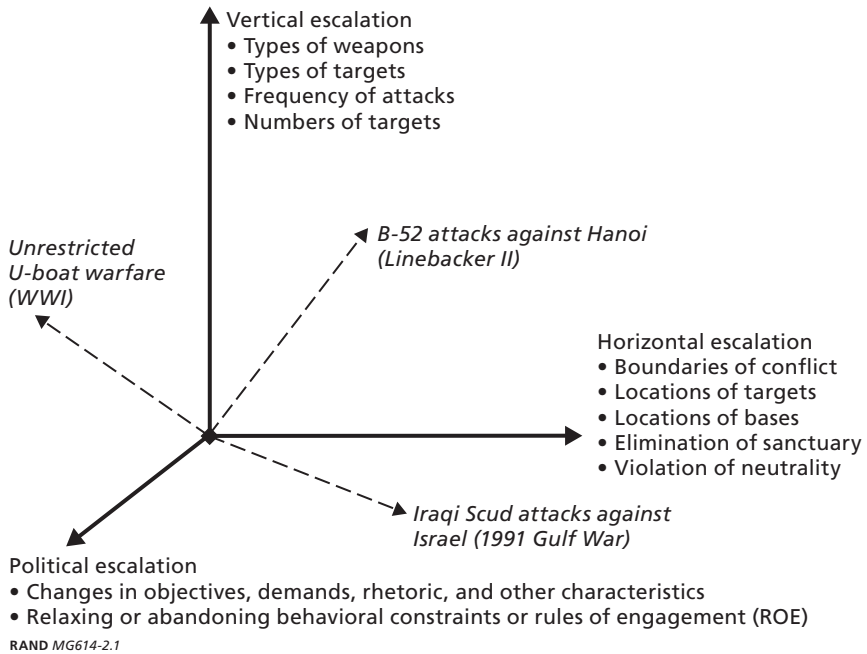 Vertical escalation
• Types of weapons
• Types of targets
• Frequency of attacks
• Numbers of targets
B-52 attacks against Hanoi
(Linebacker II)
Unrestricted
U-boat warfare
(WWI)
Horizontal escalation
• Boundaries of conflict
• Locations of targets
• Locations of bases
• Elimination of sanctuary
• Violation of neutrality
Iraqi Scud attacks against
Israel (1991 Gulf War)
Political escalation
• Changes in objectives, demands, rhetoric, and other characteristics
• Relaxing or abandoning behavioral constraints or rules of engagement (ROE)
RAND MG614-2.1